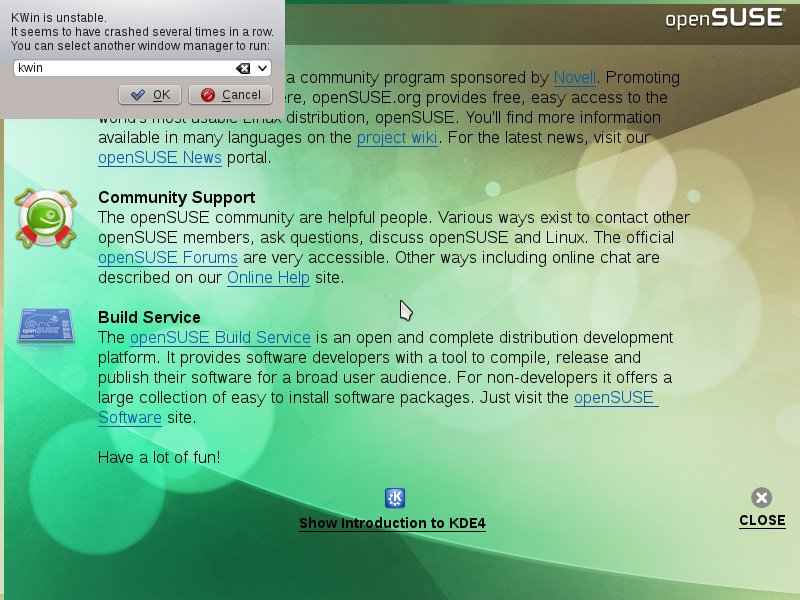 KWin is unstable.
It seems to have crashed several times in a row.
You can select another window manager to run:
kwin
OK
Cancel
openSUSE
a community program sponsored by Novell. Promoting
ere, openSUSE.org provides free, easy access to the
world's most usable Linux distribution, openSUSE. You'll find more information
available in many languages on the project wiki. For the latest news, visit our
openSUSE News portal.
Community Support
The openSUSE community are helpful people. Various ways exist to contact other
openSUSE members, ask questions, discuss openSUSE and Linux. The official
openSUSE Forums are very accessible. Other ways including online chat are
described on our Online Help site.
openSUSE
Build Service
The openSUSE Build Service is an open and complete distribution development
platform. It provides software developers with a tool to compile, release and
publish their software for a broad user audience. For non-developers it offers a
large collection of easy to install software packages. Just visit the openSUSE
Software site.
Have a lot of fun!
K
Show Introduction to KDE4
CLOSE